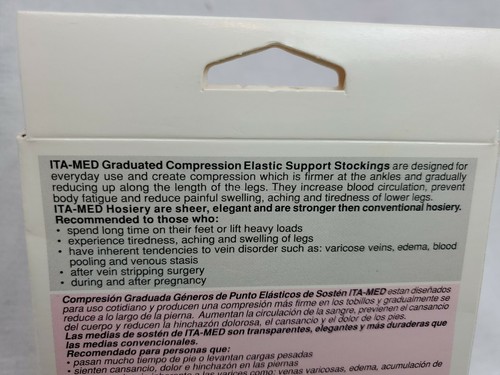 ITA-MED Graduated Compression Elastic Support Stockings are designed for
everyday use and create compression which is firmer at the ankles and gradually
reducing up along the length of the legs. They increase blood circulation, prevent
body fatigue and reduce painful swelling, aching and tiredness of lower legs.
ITA-MED Hosiery are sheer, elegant and are stronger then conventional hosiery.
Recommended to those who:
• spend long time on their feet or lift heavy loads
• experience tiredness, aching and swelling of legs
• have inherent tendencies to vein disorder such as: varicose veins, edema, blood
pooling and venous stasis
• after vein stripping surgery
• during and after pregnancy
Compresión Graduada Géneros de Punto Elásticos de Sostén ITA-MED están diseñados
para uso cotidiano y producen una compresión más firme en los tobillos y gradualmente se
reduce a lo largo de la pierna. Aumentan la circulación de la sangre, previenen el cansancio
del cuerpo y reducen la hinchazón dolorosa, el cansancio y el dolor de los pies.
Las medias de sostén de ITA-MED son transparentes, elegantes y más duraderas que
las medias convencionales.
Recomendado para personas que:
• pasan mucho tiempo de pie o levantan cargas pesadas
• sienten cansancio, dolor e hinchazón en las piernas
a las varices como: venas varicosas, edema, acumulación de